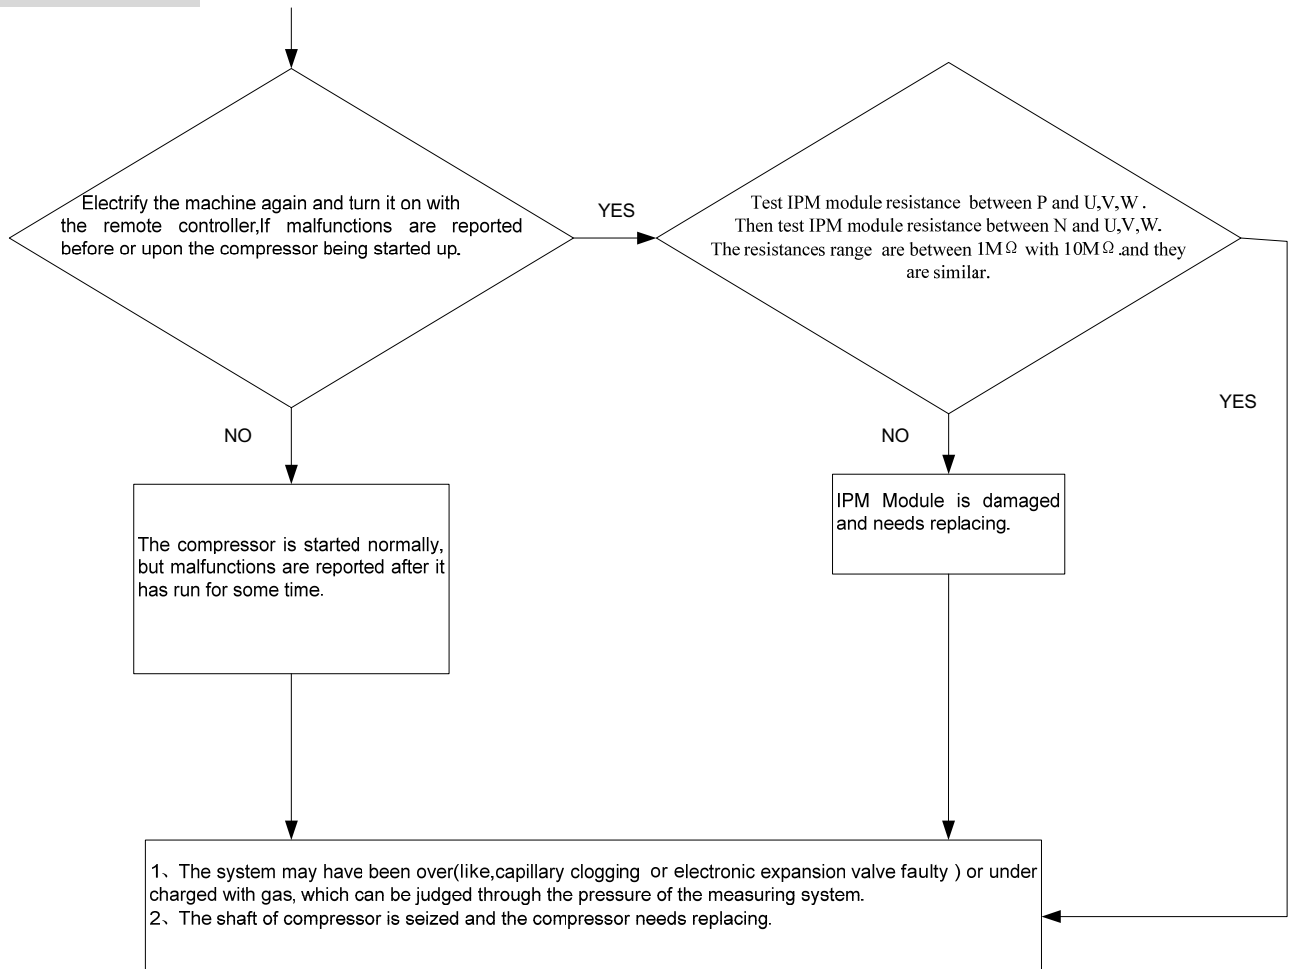 Electrify the machine again and turn it on with
the remote controller,If malfunctions are reported
before or upon the compressor being started up.
YES
Test IPM module resistance between P and U,V,W .
Then test IPM module resistance between N and U,V,W.
The resistances range are between 1MΩ with 10MΩ.and they
are similar.
YES
NO
NO
IPM Module is damaged
and needs replacing.
The compressor is started normally,
but malfunctions are reported after it
has run for some time.
1、The system may have been over(like,capillary clogging or electronic expansion valve faulty ) or under
charged with gas, which can be judged through the pressure of the measuring system.
2、The shaft of compressor is seized and the compressor needs replacing.